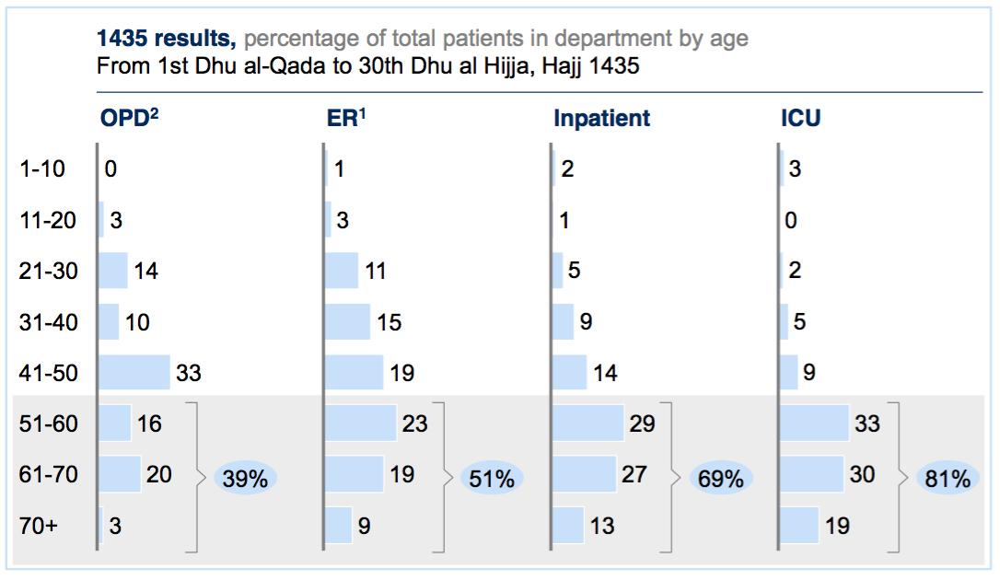 1435 results, percentage of total patients in department by age
From 1st Dhu al-Qada to 30th Dhu al Hijja, Hajj 1435
OPD² ER¹ Inpatient ICU
1-10 0 1 2 3
11-20 3 3 1 0
21-30 14 11 5 2
31-40 10 15 9 5
41-50 33 19 14 9
51-60 16 23 29 33
61-70 20 39% 19 51% 27 69% 30 81%
70+ 3 9 13 19